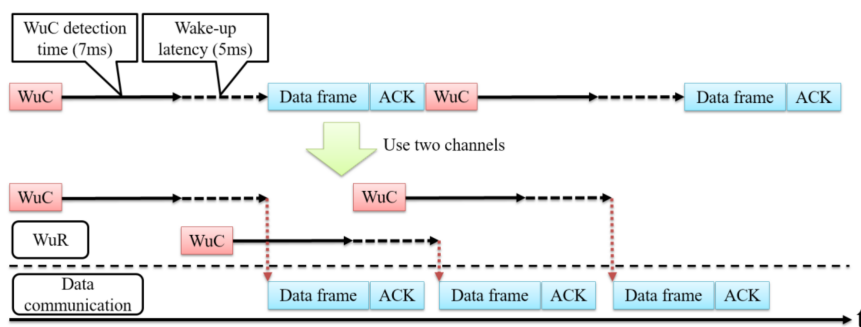 WuC detection
time (7ms)
Wake-up
latency (5ms)
WuC
Data frame
ACK
WuC
Data frame
ACK
Use two channels
WuC
WuC
WuR
WuC
Data
communication
Data frame
ACK
Data frame
ACK
Data frame
ACK
t